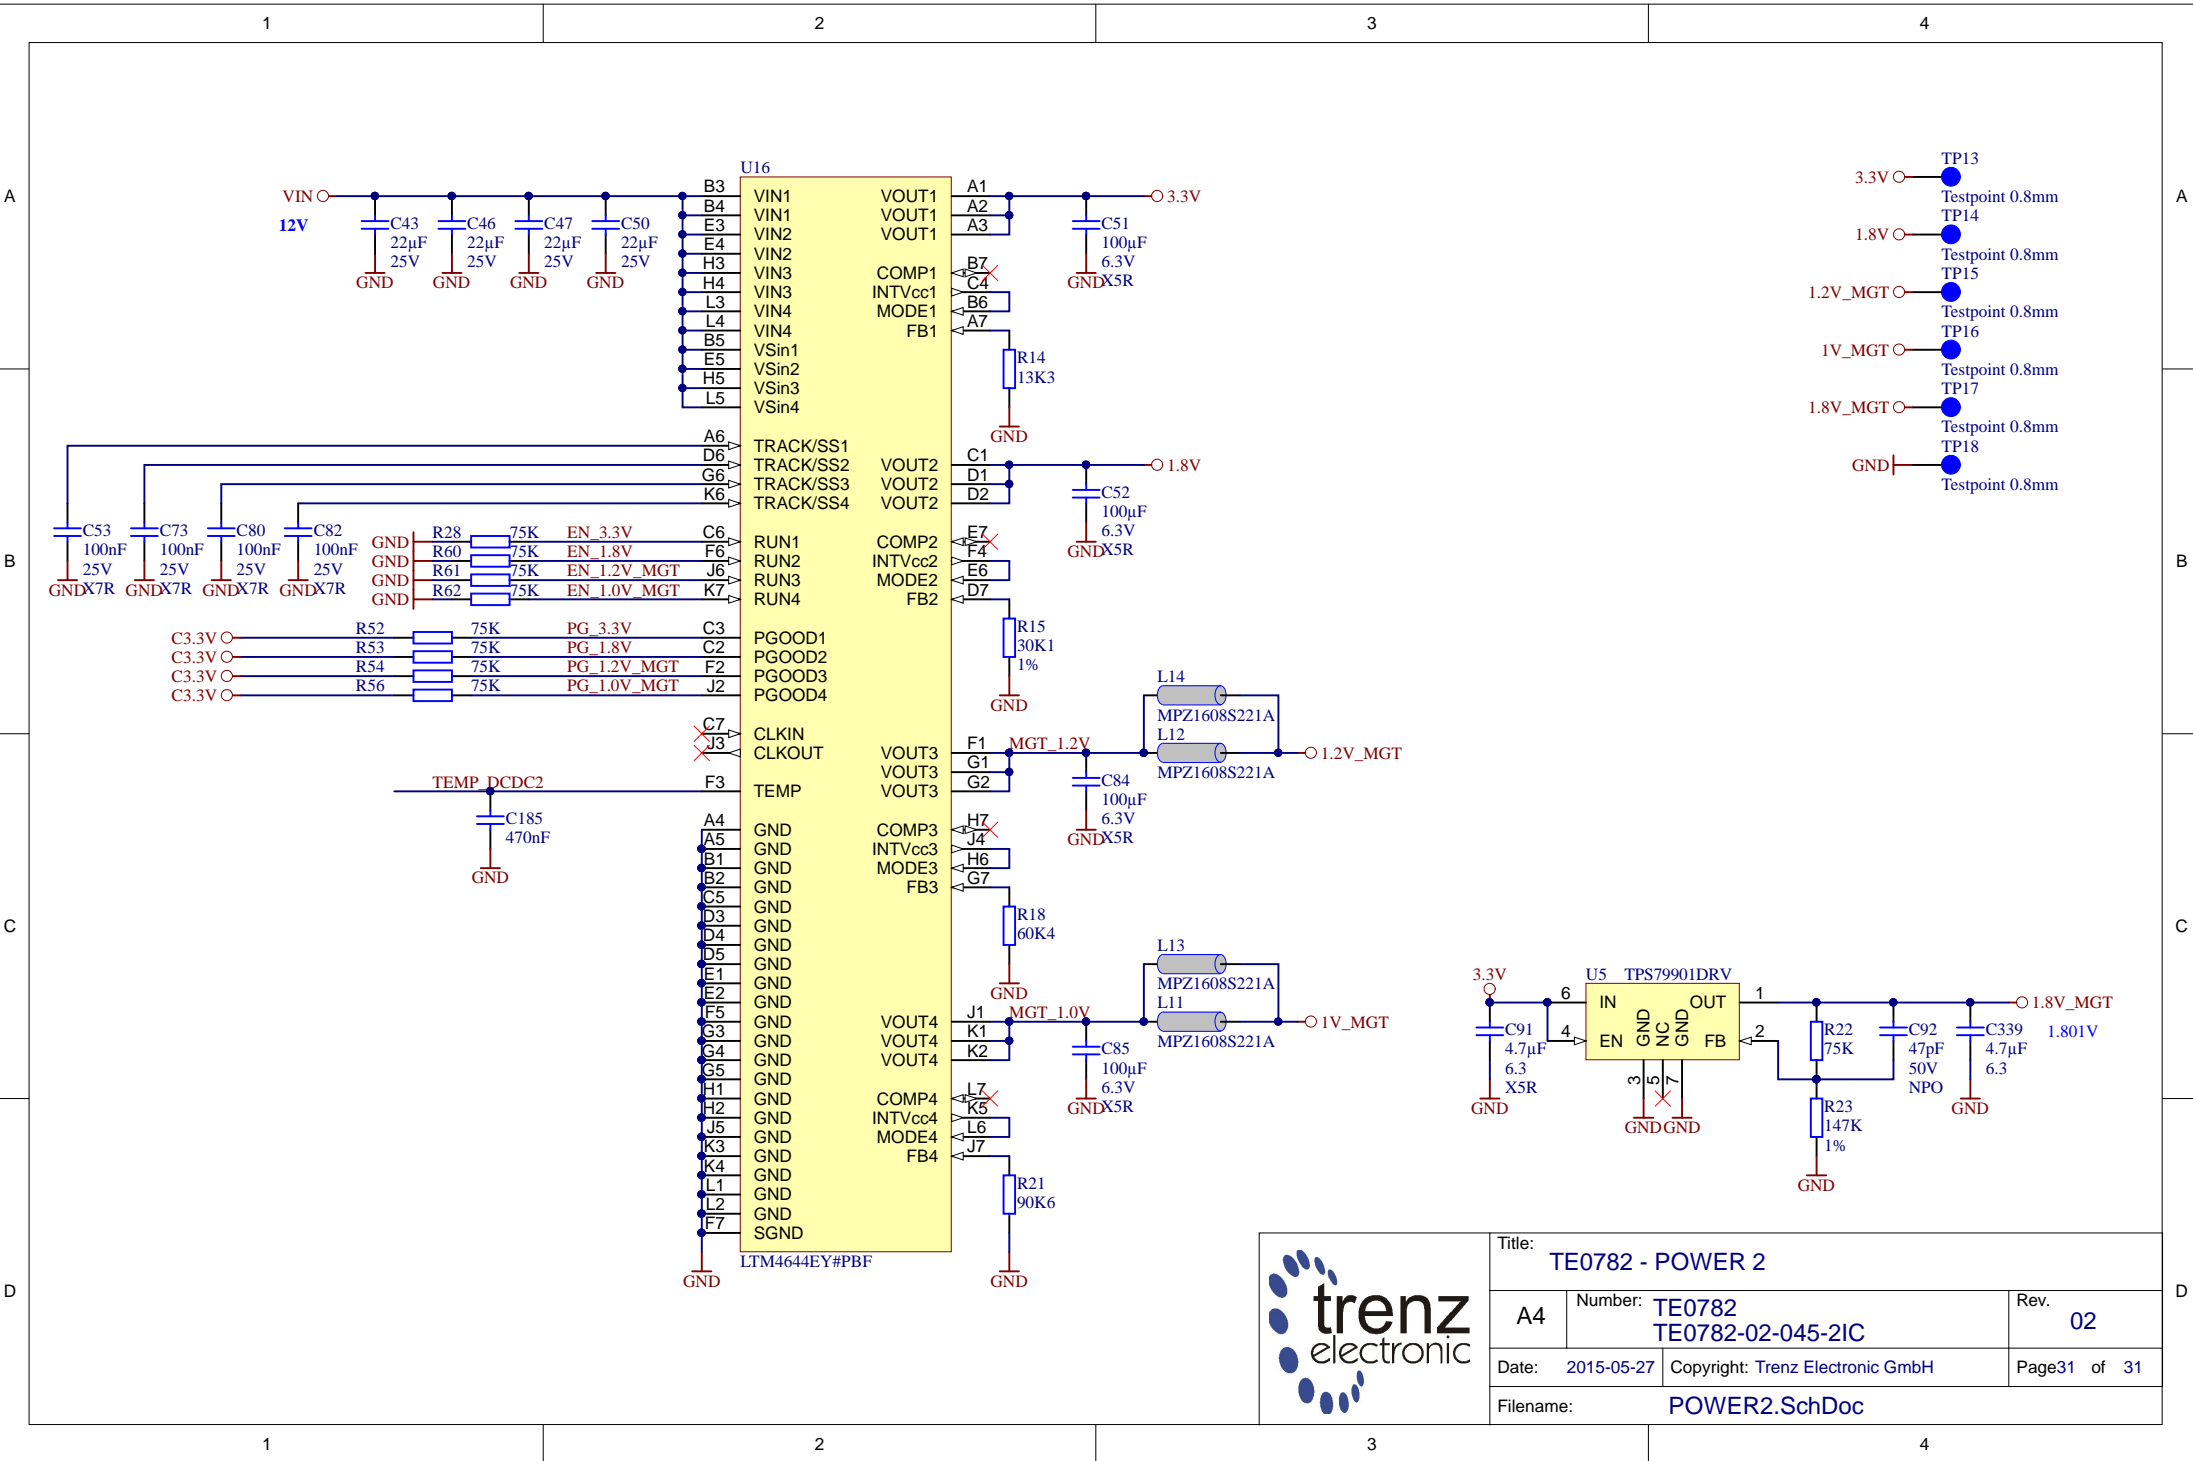 1 2 3 4
A A
B B
C C
D D
1 2 3 4
U16
VIN
12V
C43
22µF
25V
GND
C46
22µF
25V
GND
C47
22µF
25V
GND
C50
22µF
25V
GND
B3 VIN1
B4 VIN1
E3 VIN2
E4 VIN2
H3 VIN3
H4 VIN3
L3 VIN4
L4 VIN4
B5 VSin1
E5 VSin2
H5 VSin3
L5 VSin4
A6 TRACK/SS1
D6 TRACK/SS2
G6 TRACK/SS3
K6 TRACK/SS4
C53
100nF
25V
GND X7R
C73
100nF
25V
GND X7R
C80
100nF
25V
GND X7R
C82
100nF
25V
GND X7R
GND R28 75K EN_3.3V C6 RUN1
GND R60 75K EN_1.8V F6 RUN2
GND R61 75K EN_1.2V_MGT J6 RUN3
GND R62 75K EN_1.0V_MGT K7 RUN4
C3.3V R52 75K PG_3.3V C3 PGOOD1
C3.3V R53 75K PG_1.8V C2 PGOOD2
C3.3V R54 75K PG_1.2V_MGT F2 PGOOD3
C3.3V R56 75K PG_1.0V_MGT J2 PGOOD4
C7 CLKIN
J3 CLKOUT
TEMP_DCDC2 F3 TEMP
C185
470nF
GND
A4 GND
A5 GND
B1 GND
B2 GND
C5 GND
D3 GND
D4 GND
D5 GND
E1 GND
E2 GND
F5 GND
G3 GND
G4 GND
G5 GND
H1 GND
H2 GND
J5 GND
K3 GND
K4 GND
L1 GND
L2 GND
F7 SGND
GND
LTM4644EY#PBF
VOUT1 A1 3.3V
VOUT1 A2
VOUT1 A3
C51
100µF
6.3V
GND X5R
COMP1 B7
INTVcc1 C4
MODE1 B6
FB1 A7
R14
13K3
GND
VOUT2 C1 1.8V
VOUT2 D1
VOUT2 D2
C52
100µF
6.3V
GND X5R
COMP2 E7
INTVcc2 F4
MODE2 E6
FB2 D7
R15
30K1
1%
GND
L14
MPZ1608S221A
L12
MPZ1608S221A
VOUT3 F1 MGT_1.2V 1.2V_MGT
VOUT3 G1
VOUT3 G2
C84
100µF
6.3V
GND X5R
COMP3 H7
INTVcc3 J4
MODE3 H6
FB3 G7
R18
60K4
GND
L13
MPZ1608S221A
L11
MPZ1608S221A
VOUT4 J1 MGT_1.0V 1V_MGT
VOUT4 K1
VOUT4 K2
C85
100µF
6.3V
GND X5R
COMP4 L7
INTVcc4 K5
MODE4 L6
FB4 J7
R21
90K6
GND
3.3V TP13
Testpoint 0.8mm
1.8V TP14
Testpoint 0.8mm
1.2V_MGT TP15
Testpoint 0.8mm
1V_MGT TP16
Testpoint 0.8mm
1.8V_MGT TP17
Testpoint 0.8mm
GND TP18
Testpoint 0.8mm
3.3V
U5 TPS79901DRV
6 IN OUT 1
4 EN GND NC GND FB 2
3 5 7
GND GND
C91
4.7µF
6.3
X5R
GND
R22
75K
C92
47pF
50V
NPO
C339
4.7µF
6.3
GND
1.8V_MGT
1.801V
R23
147K
1%
GND
trenz
electronic
Title:
TE0782 - POWER 2
A4
Number: TE0782
TE0782-02-045-2IC
Rev.
02
Date: 2015-05-27 Copyright: Trenz Electronic GmbH Page31 of 31
Filename: POWER2.SchDoc